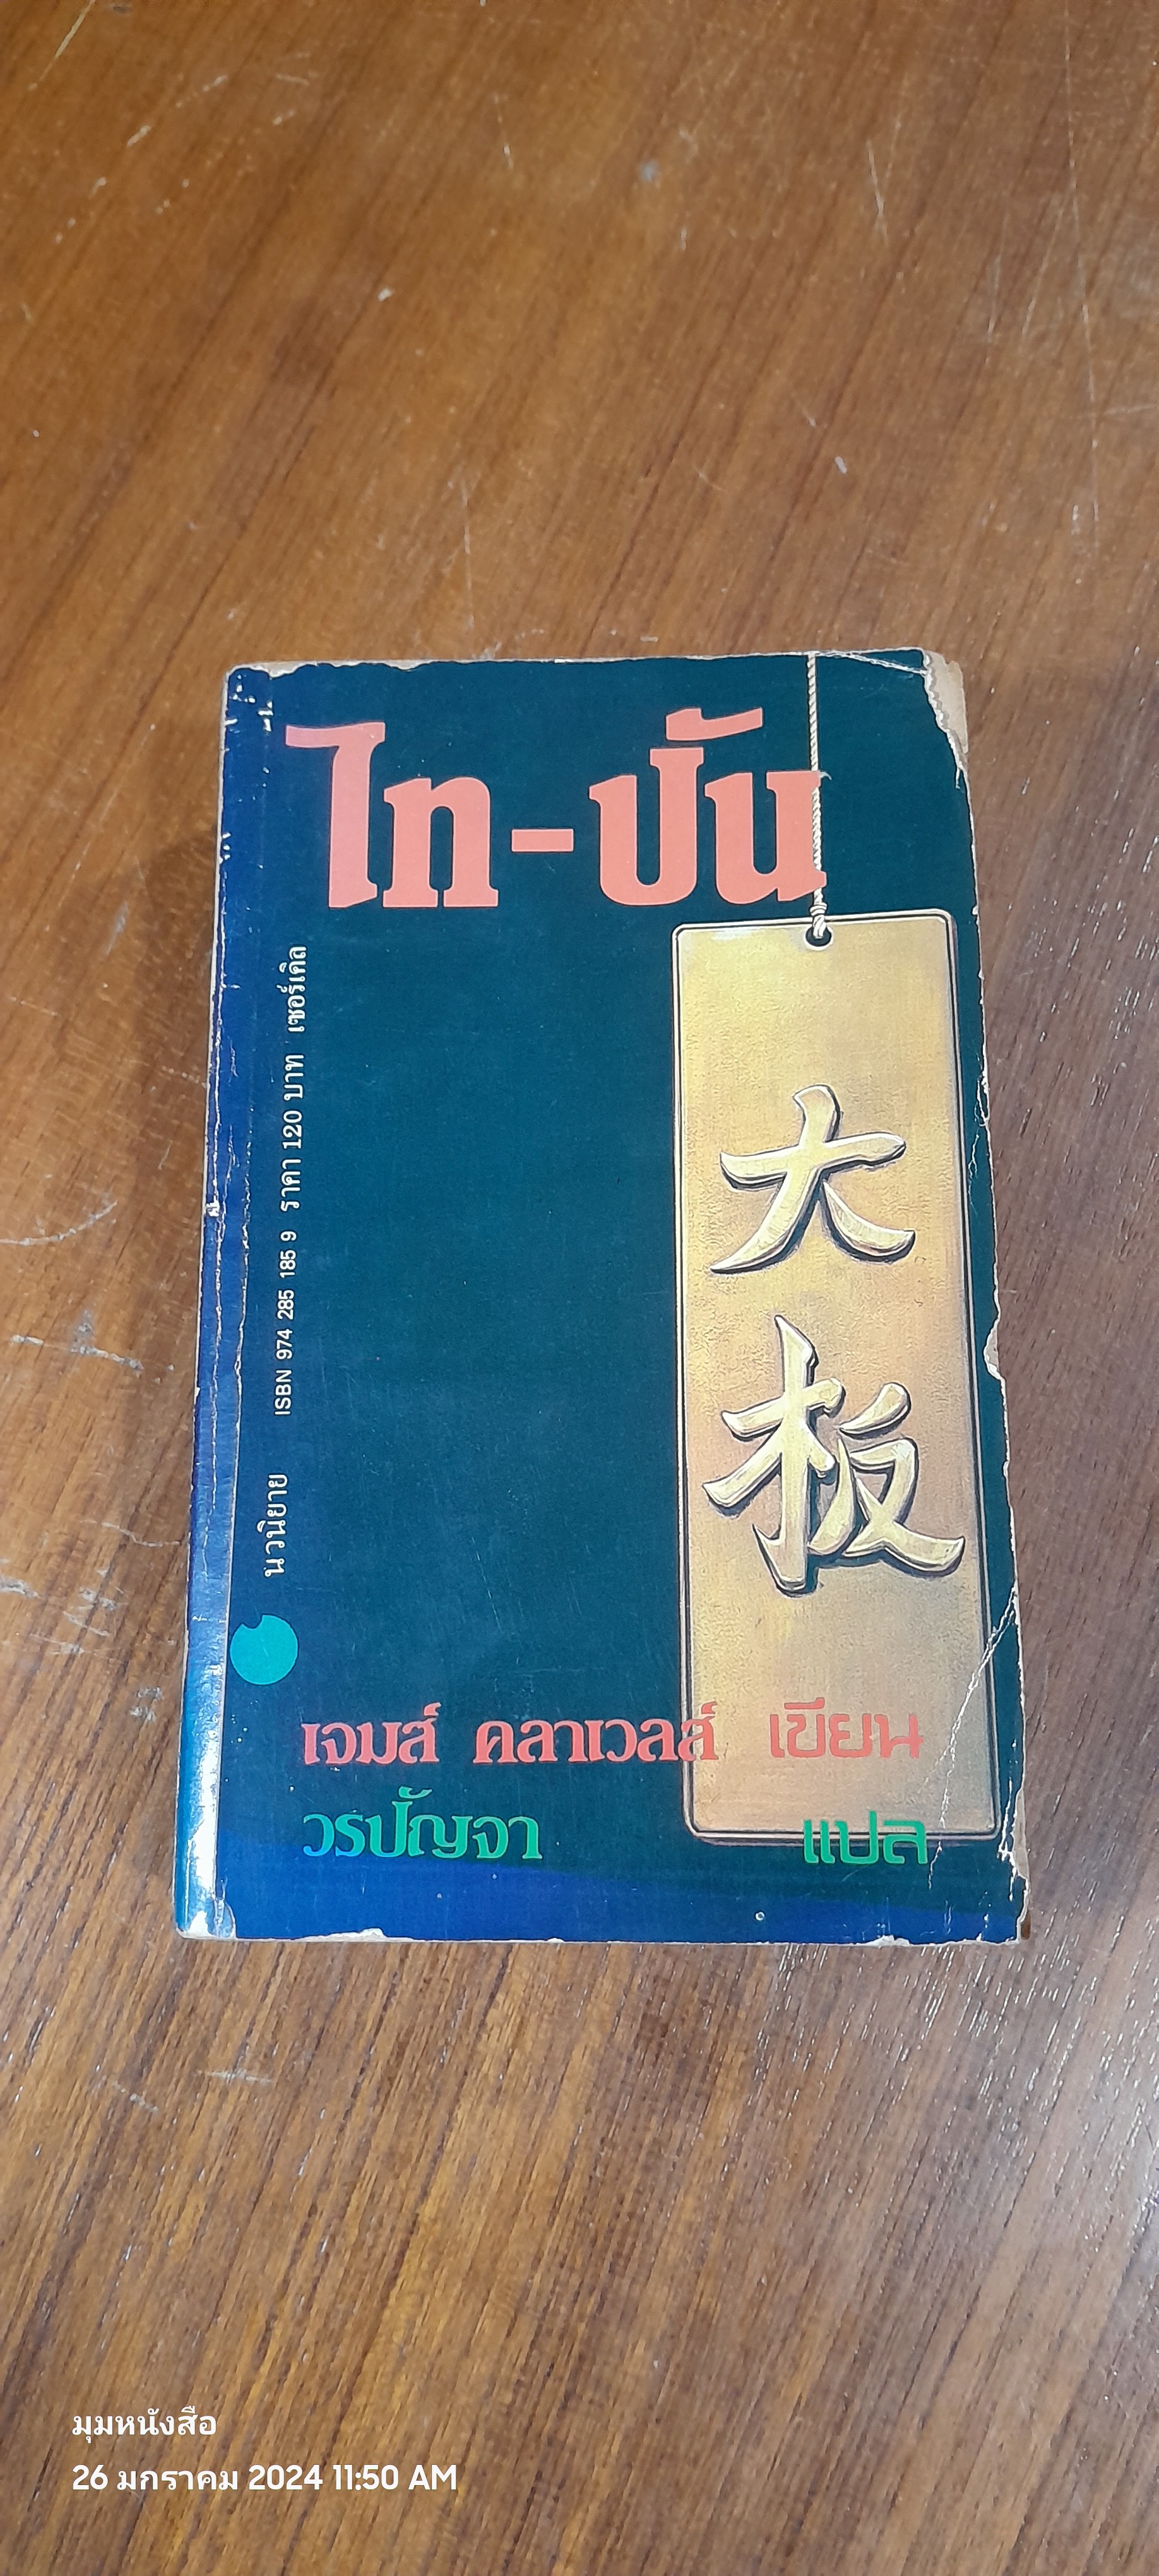 ไท-ปั้น
นวนิยาย ISBN 974 285 185 9 ราคา 120 บาท เซอร์เคิล
大
板
เจมส์ คลาเวลส์ เขียน
วรปัญจา แปล
มุมหนังสือ
26 มกราคม 2024 11:50 AM